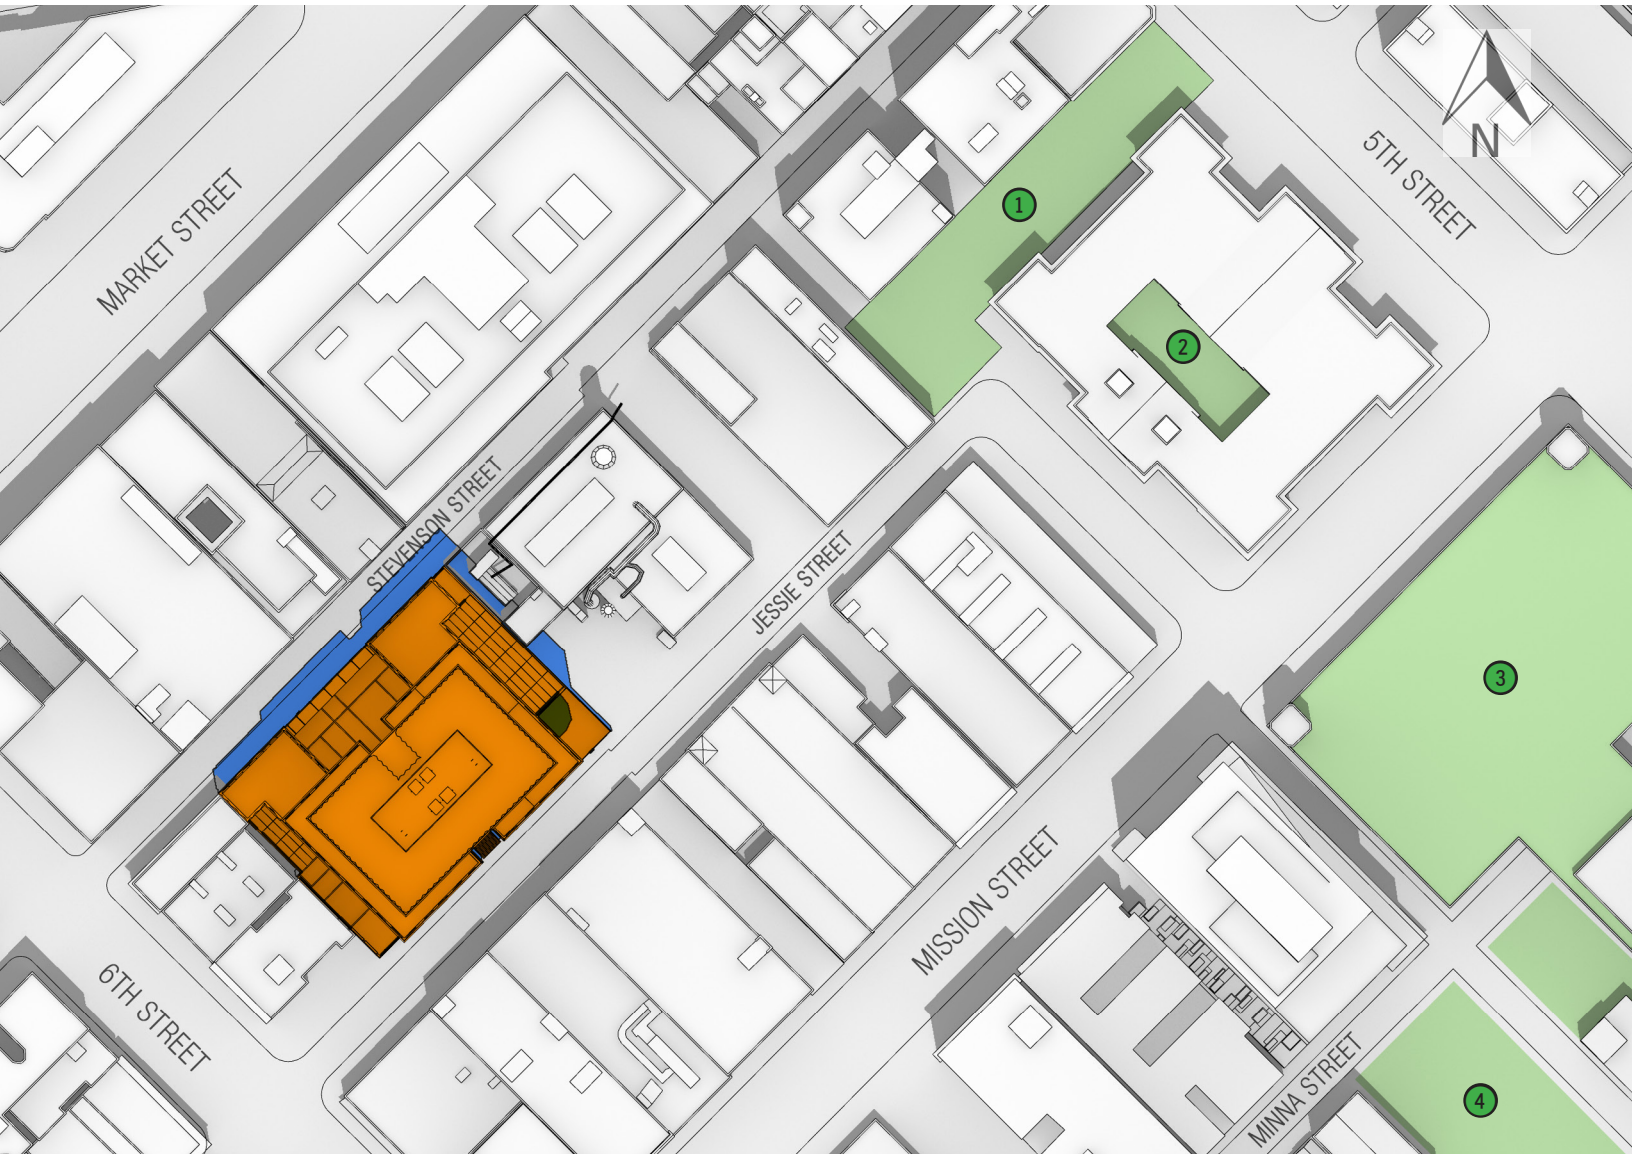 N
5TH STREET
MARKET STREET
1
2
STEVENSON STREET
JESSIE STREET
3
MISSION STREET
6TH STREET
MINNA STREET
4